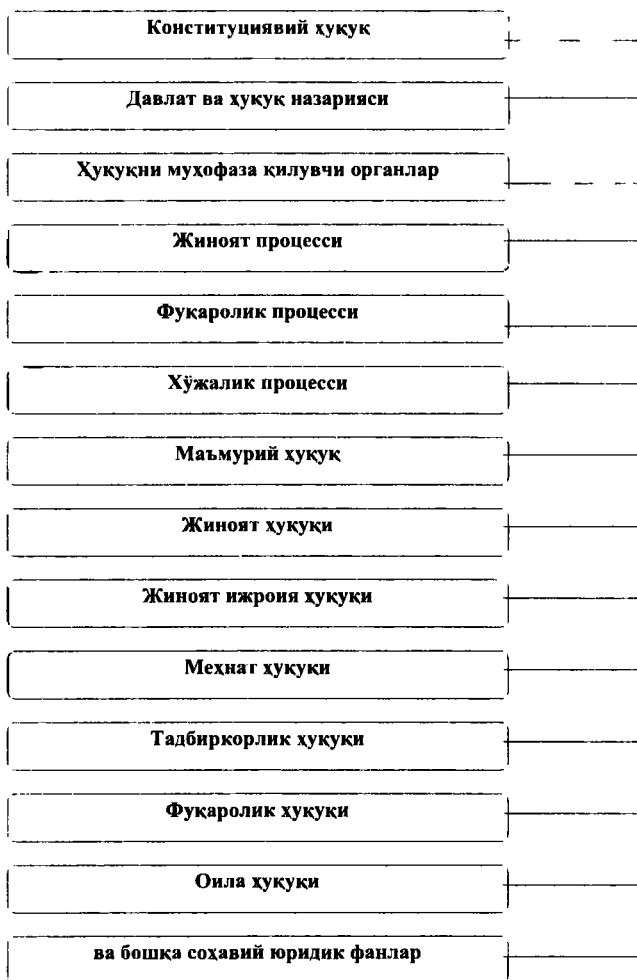 Конституциявий ҳуқуқ
Давлат ва ҳуқуқ назарияси
Ҳуқуқни муҳофаза қилувчи органлар
Жиноят процесси
Фуқаролик процесси
Хўжалик процесси
Маъмурий ҳуқуқ
Жиноят ҳуқуқи
Жиноят ижроия ҳуқуқи
Меҳнат ҳуқуқи
Тадбиркорлик ҳуқуқи
Фуқаролик ҳуқуқи
Оила ҳуқуқи
ва бошқа соҳавий юридик фанлар